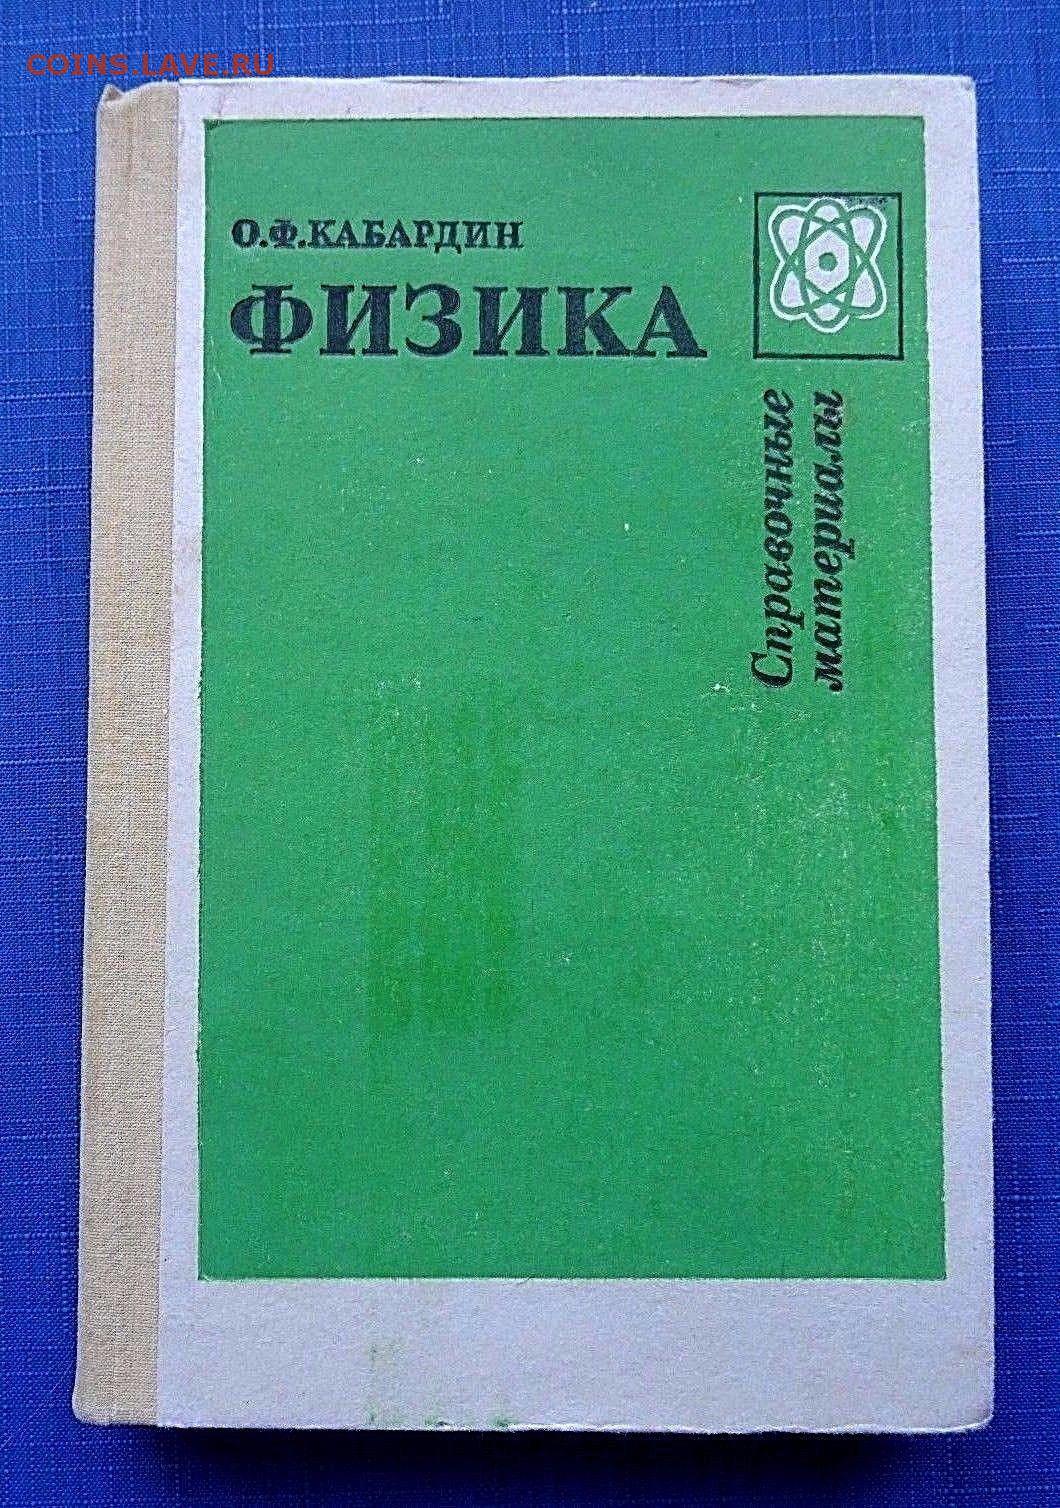 COINS.LAVE.RU
О.Ф.КАБАРДИН
ФИЗИКА
Справочные
материалы